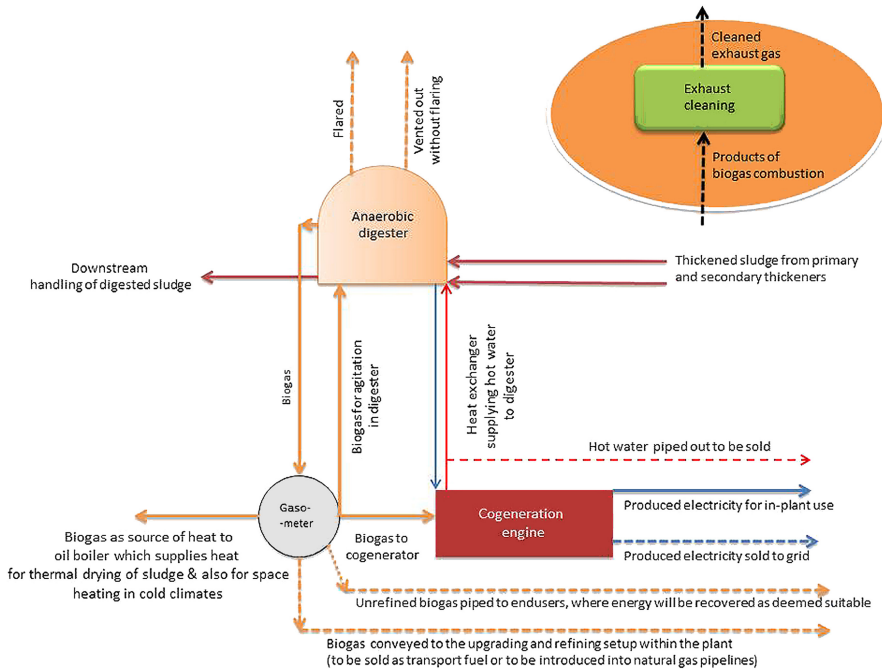 Cleaned
exhaust gas
Exhaust
cleaning
Products of
biogas combustion
Flared
Vented out
without flaring
Anaerobic
digester
Downstream
handling of digested sludge
Thickened sludge from primary
and secondary thickeners
Biogas
Biogas for agitation
in digester
Heat exchanger
supplying hot water
to digester
Hot water piped out to be sold
Gaso-
-meter
Biogas to
cogenerator
Cogeneration
engine
Produced electricity for in-plant use
Produced electricity sold to grid
Biogas as source of heat to
oil boiler which supplies heat
for thermal drying of sludge & also for space
heating in cold climates
Unrefined biogas piped to endusers, where energy will be recovered as deemed suitable
Biogas conveyed to the upgrading and refining setup within the plant
(to be sold as transport fuel or to be introduced into natural gas pipelines)